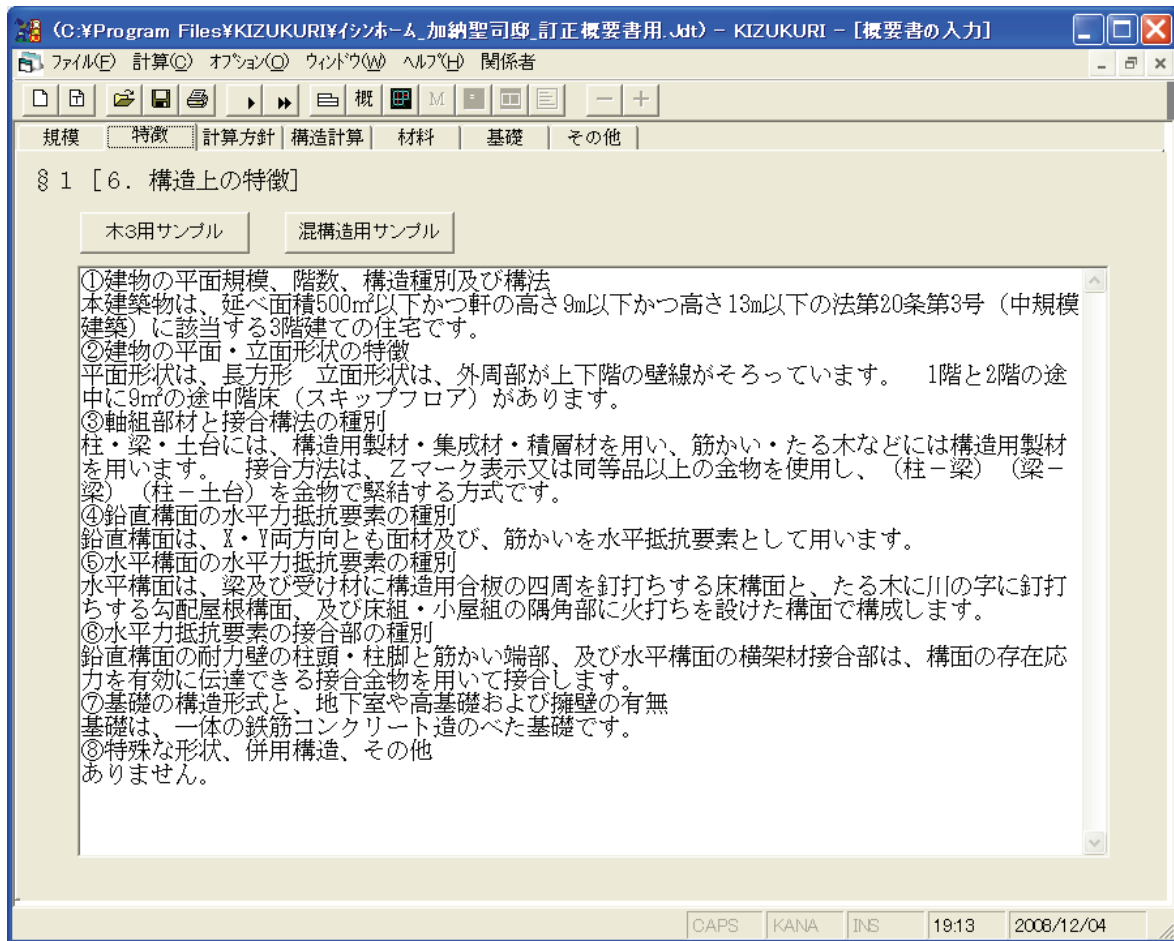 (C:¥Program Files¥KIZUKURI¥イシンホーム_加納聖司邸_訂正概要書用.Jdt) - KIZUKURI - [概要書の入力]
ファイル(F) 計算(C) オプション(O) ウィンドウ(W) ヘルプ(H) 関係者
概 M
規模 特徴 計算方針 構造計算 材料 基礎 その他
§1 [6. 構造上の特徴]
木3用サンプル 混構造用サンプル
①建物の平面規模、階数、構造種別及び構法
本建築物は、延べ面積500㎡以下かつ軒の高さ9m以下かつ高さ13m以下の法第20条第3号（中規模
建築）に該当する3階建ての住宅です。
②建物の平面・立面形状の特徴
平面形状は、長方形　立面形状は、外周部が上下階の壁線がそろっています。　1階と2階の途
中に9㎡の途中階床（スキップフロア）があります。
③軸組部材と接合構法の種別
柱・梁・土台には、構造用製材・集成材・積層材を用い、筋かい・たる木などには構造用製材
を用います。　接合方法は、Ｚマーク表示又は同等品以上の金物を使用し、（柱－梁）（梁－
梁）（柱－土台）を金物で緊結する方式です。
④鉛直構面の水平力抵抗要素の種別
鉛直構面は、X・Y両方向とも面材及び、筋かいを水平抵抗要素として用います。
⑤水平構面の水平力抵抗要素の種別
水平構面は、梁及び受け材に構造用合板の四周を釘打ちする床構面と、たる木に川の字に釘打
ちする勾配屋根構面、及び床組・小屋組の隅角部に火打ちを設けた構面で構成します。
⑥水平力抵抗要素の接合部の種別
鉛直構面の耐力壁の柱頭・柱脚と筋かい端部、及び水平構面の横架材接合部は、構面の存在応
力を有効に伝達できる接合金物を用いて接合します。
⑦基礎の構造形式と、地下室や高基礎および擁壁の有無
基礎は、一体の鉄筋コンクリート造のべた基礎です。
⑧特殊な形状、併用構造、その他
ありません。
CAPS KANA INS 19:13 2008/12/04